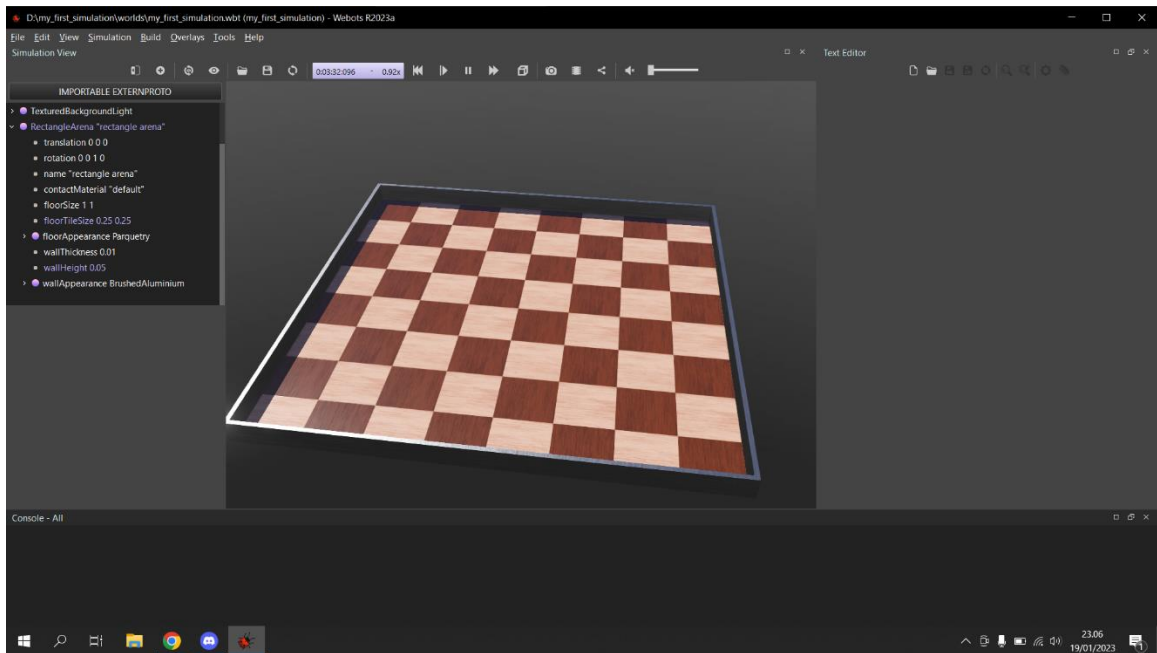 D:\my_first_simulation\worlds\my_first_simulation.wbt (my_first_simulation) - Webots R2023a
File Edit View Simulation Build Overlays Tools Help
Simulation View
Text Editor
0:03:32:096 - 0.92x
IMPORTABLE EXTERNPROTO
TexturedBackgroundLight
RectangleArena "rectangle arena"
translation 0 0 0
rotation 0 0 1 0
name "rectangle arena"
contactMaterial "default"
floorSize 1 1
floorTileSize 0.25 0.25
floorAppearance Parquetry
wallThickness 0.01
wallHeight 0.05
wallAppearance BrushedAluminium
Console - All
23.06
19/01/2023
1